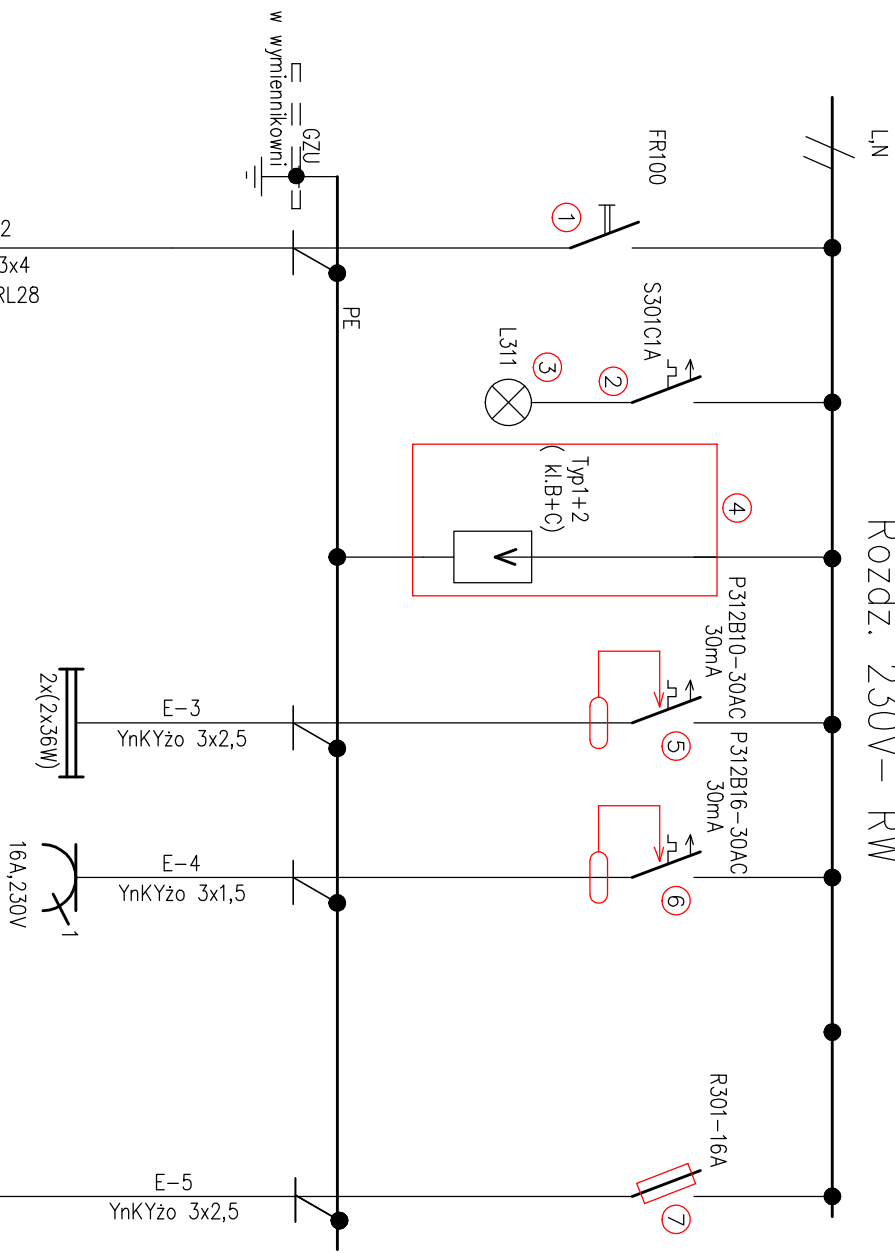 Rozdz. 230V- RW
L,N
FR100
1
S301C1A
2
3
L311
4
Typ1+2
( kl.B+C)
P312B10-30AC
30mA
5
P312B16-30AC
30mA
6
R301-16A
7
w wymiennikowni
GZU
PE
2
3x4
RL28
E-3
YnKYżo 3x2,5
2x(2x36W)
E-4
YnKYżo 3x1,5
16A,230V
1
E-5
YnKYżo 3x2,5